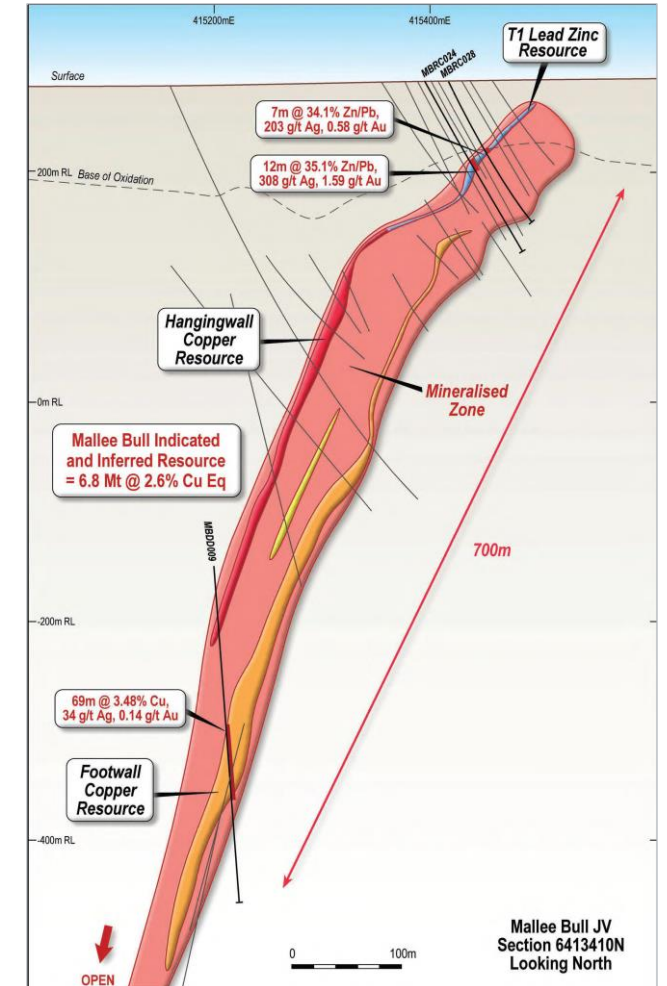 415200mE
415400mE
T1 Lead Zinc
Resource
MBRC024
MBRC028
Surface
7m @ 34.1% Zn/Pb,
203 g/t Ag, 0.58 g/t Au
12m @ 35.1% Zn/Pb,
308 g/t Ag, 1.59 g/t Au
200m RL
Base of Oxidation
Hangingwall
Copper
Resource
Mineralised
Zone
0m RL
Mallee Bull Indicated
and Inferred Resource
= 6.8 Mt @ 2.6% Cu Eq
MBDD009
700m
-200m RL
69m @ 3.48% Cu,
34 g/t Ag, 0.14 g/t Au
Footwall
Copper
Resource
-400m RL
OPEN
0
100m
Mallee Bull JV
Section 6413410N
Looking North